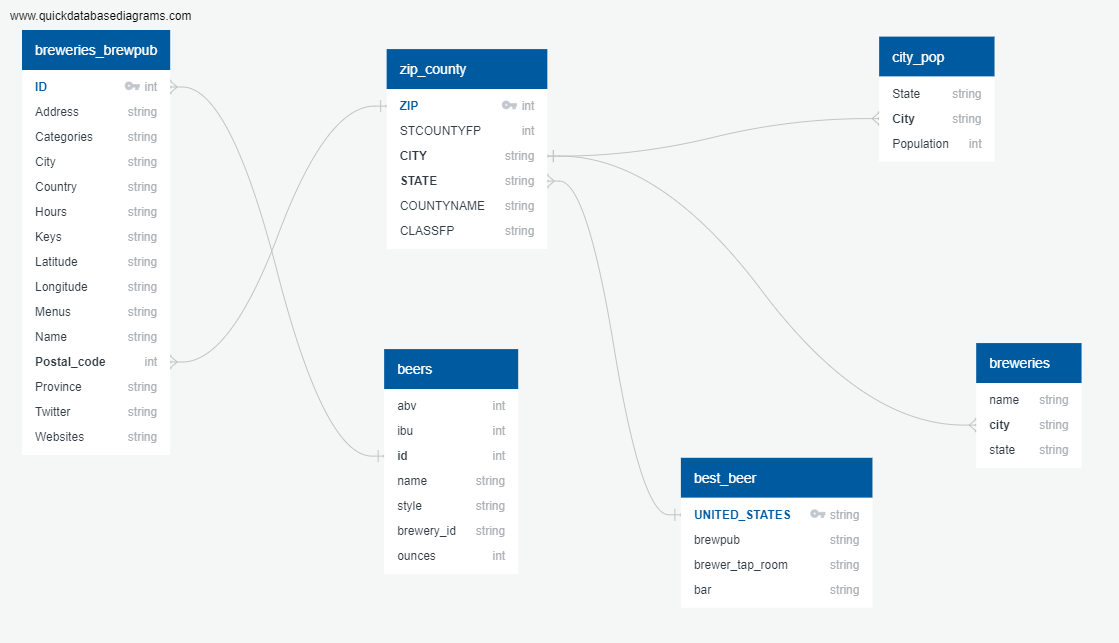 www.quickdatabasediagrams.com
breweries_brewpub
ID int
Address string
Categories string
City string
Country string
Hours string
Keys string
Latitude string
Longitude string
Menus string
Name string
Postal_code int
Province string
Twitter string
Websites string
zip_county
ZIP int
STCOUNTYFP int
CITY string
STATE string
COUNTYNAME string
CLASSFP string
city_pop
State string
City string
Population int
beers
abv int
ibu int
id int
name string
style string
brewery_id string
ounces int
best_beer
UNITED_STATES string
brewpub string
brewer_tap_room string
bar string
breweries
name string
city string
state string